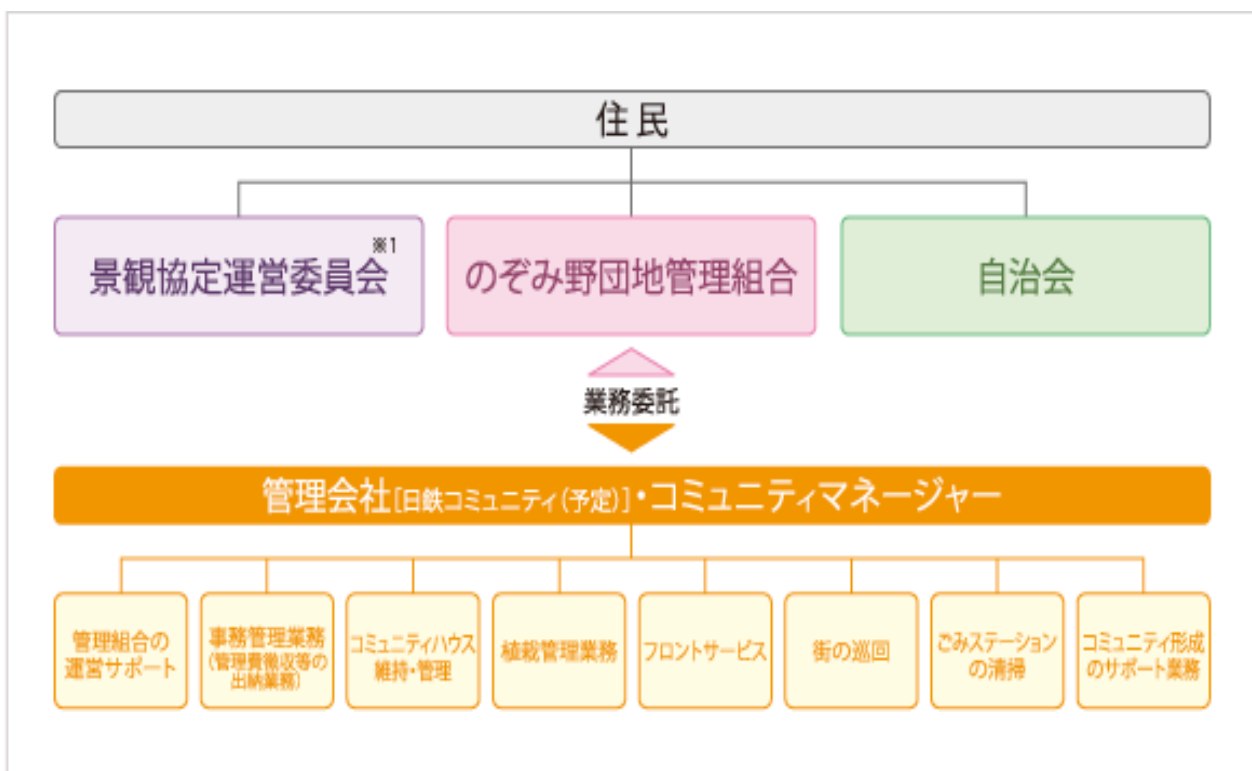 住民
景観協定運営委員会※1
のぞみ野団地管理組合
自治会
業務委託
管理会社[日鉄コミュニティ(予定)]・コミュニティマネージャー
管理組合の
運営サポート
事務管理業務
(管理費徴収等の
出納業務)
コミュニティハウス
維持・管理
植栽管理業務
フロントサービス
街の巡回
ごみステーション
の清掃
コミュニティ形成
のサポート業務